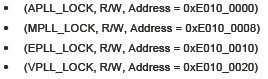 • (APLL_LOCK, R/W, Address = 0xE010_0000)
• (MPLL_LOCK, R/W, Address = 0xE010_0008)
• (EPLL_LOCK, R/W, Address = 0xE010_0010)
• (VPLL_LOCK, R/W, Address = 0xE010_0020)